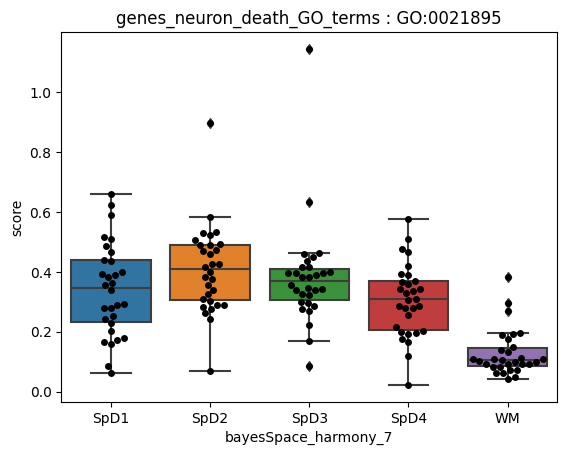 genes_neuron_death_GO_terms : GO:0021895
1.0
0.8
0.6
0.4
0.2
0.0
score
SpD1 SpD2 SpD3 SpD4 WM
bayesSpace_harmony_7